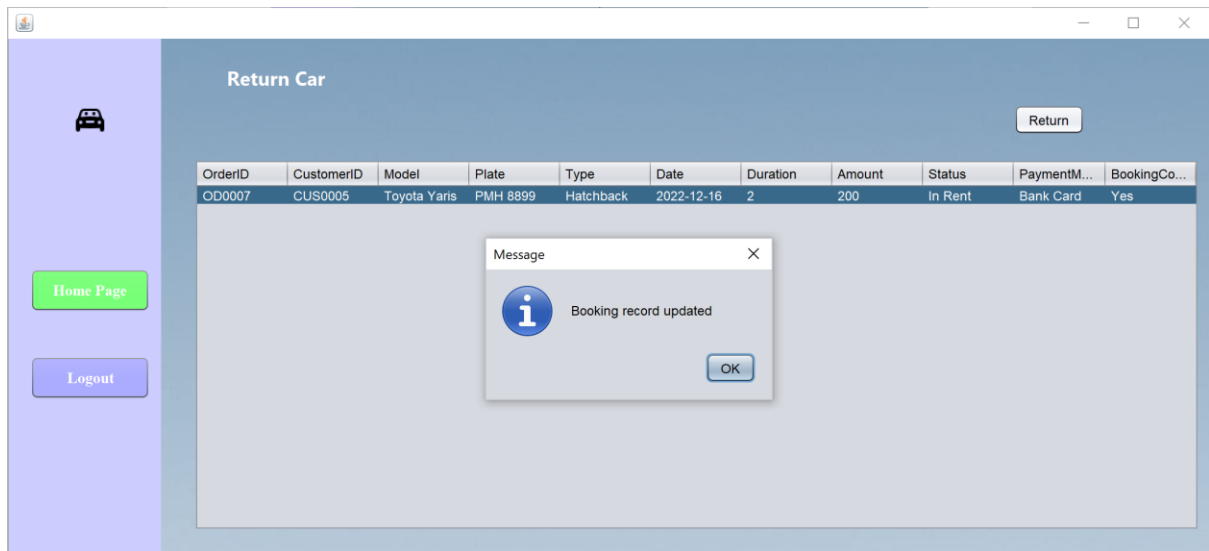 Return Car
Return
OrderID CustomerID Model Plate Type Date Duration Amount Status PaymentM... BookingCo...
OD0007 CUS0005 Toyota Yaris PMH 8899 Hatchback 2022-12-16 2 200 In Rent Bank Card Yes
Message
Booking record updated
OK
Home Page
Logout